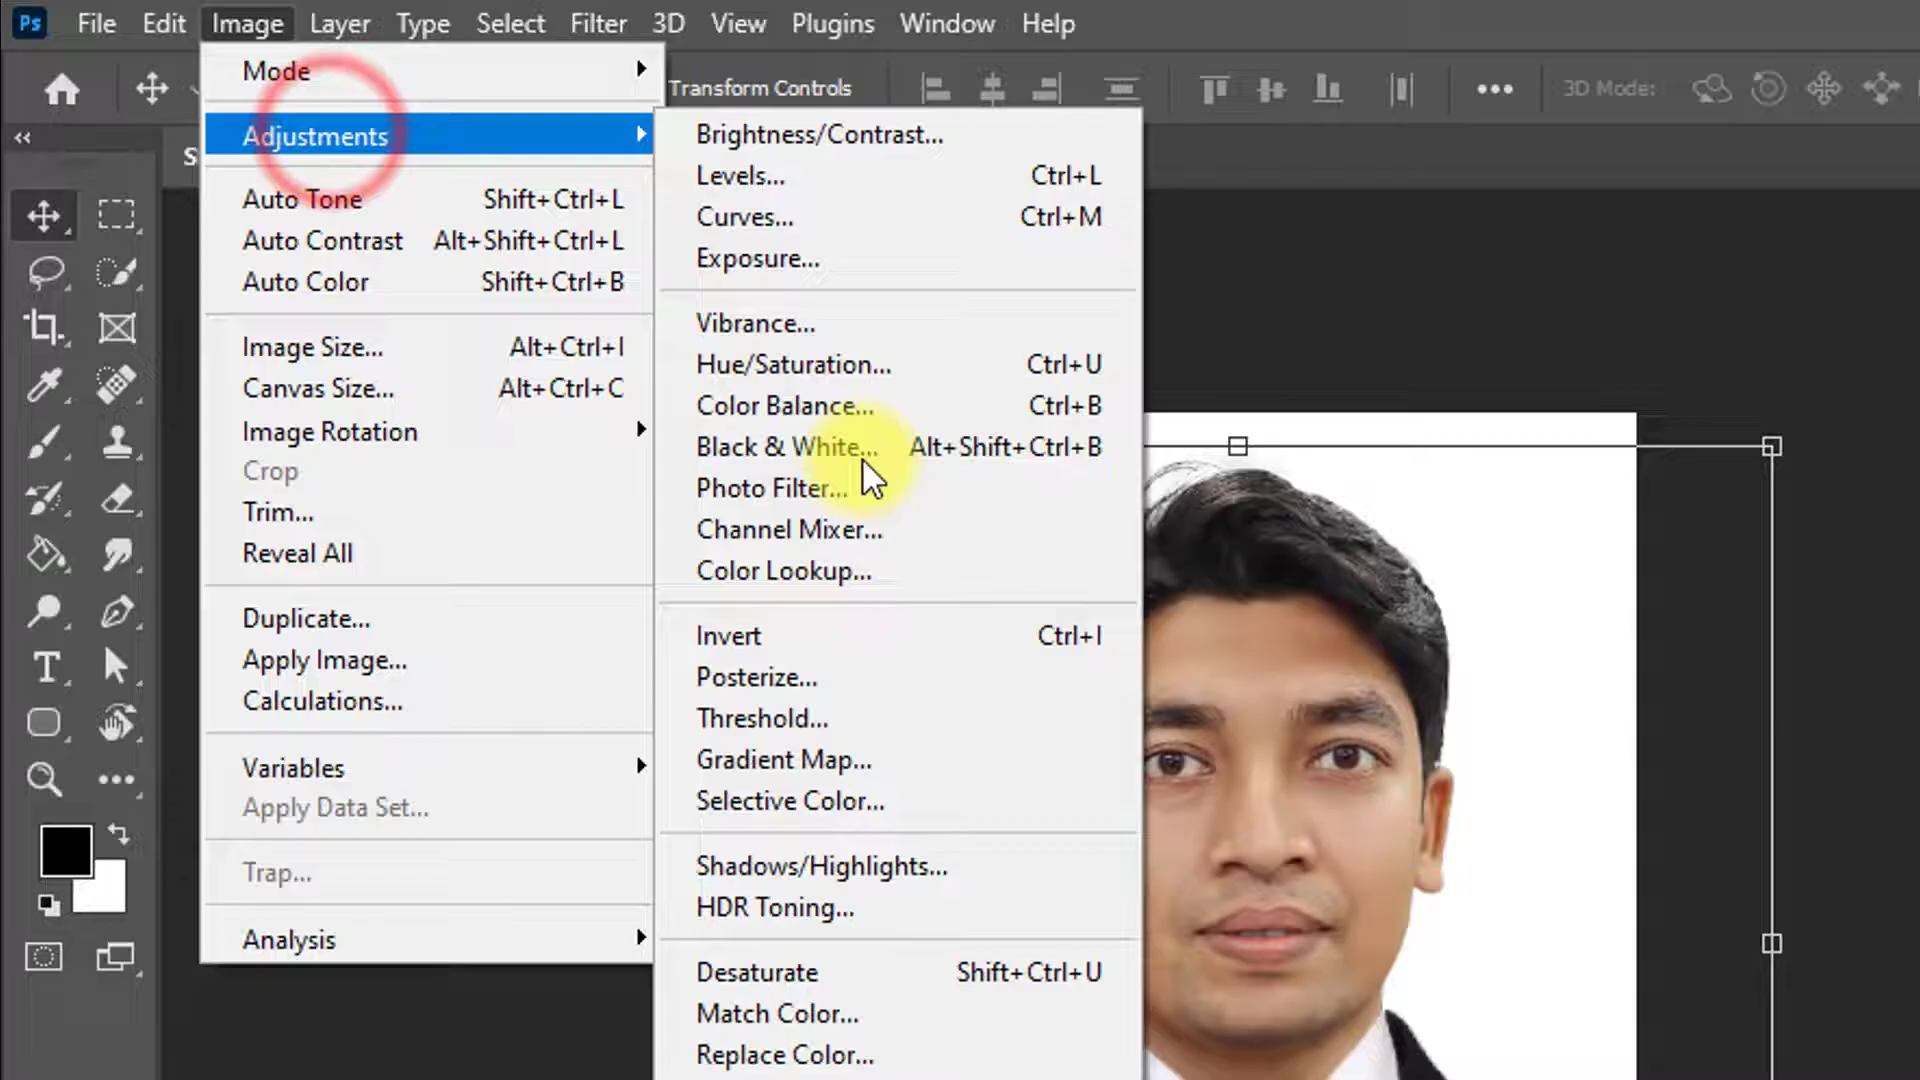 Ps File Edit Image Layer Type Select Filter 3D View Plugins Window Help
Transform Controls 3D Mode:
Mode
Adjustments
Auto Tone Shift+Ctrl+L
Auto Contrast Alt+Shift+Ctrl+L
Auto Color Shift+Ctrl+B
Image Size... Alt+Ctrl+I
Canvas Size... Alt+Ctrl+C
Image Rotation
Crop
Trim...
Reveal All
Duplicate...
Apply Image...
Calculations...
Variables
Apply Data Set...
Trap...
Analysis
Brightness/Contrast...
Levels... Ctrl+L
Curves... Ctrl+M
Exposure...
Vibrance...
Hue/Saturation... Ctrl+U
Color Balance... Ctrl+B
Black & White... Alt+Shift+Ctrl+B
Photo Filter...
Channel Mixer...
Color Lookup...
Invert Ctrl+I
Posterize...
Threshold...
Gradient Map...
Selective Color...
Shadows/Highlights...
HDR Toning...
Desaturate Shift+Ctrl+U
Match Color...
Replace Color...